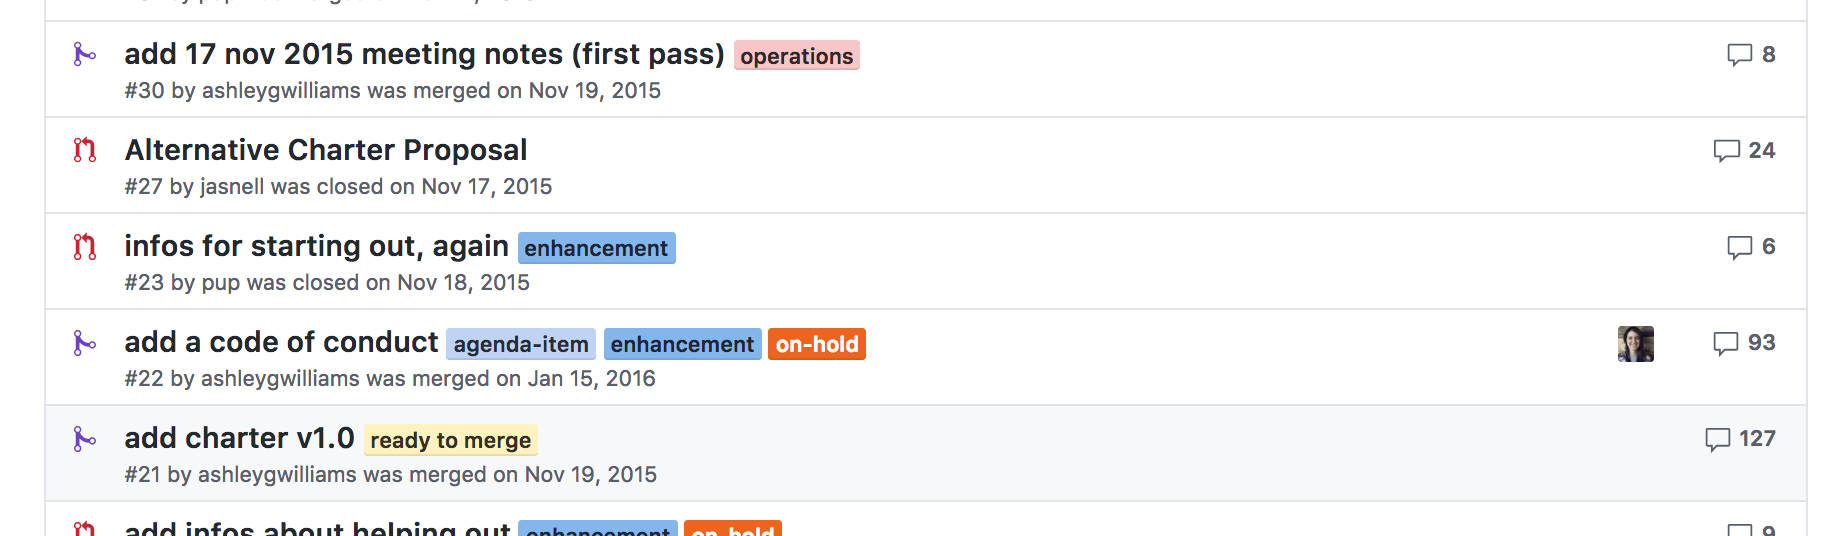 add 17 nov 2015 meeting notes (first pass) operations 8
#30 by ashleygwilliams was merged on Nov 19, 2015
Alternative Charter Proposal 24
#27 by jasnell was closed on Nov 17, 2015
infos for starting out, again enhancement 6
#23 by pup was closed on Nov 18, 2015
add a code of conduct agenda-item enhancement on-hold 93
#22 by ashleygwilliams was merged on Jan 15, 2016
add charter v1.0 ready to merge 127
#21 by ashleygwilliams was merged on Nov 19, 2015
add infos about helping out enhancement on-hold 9